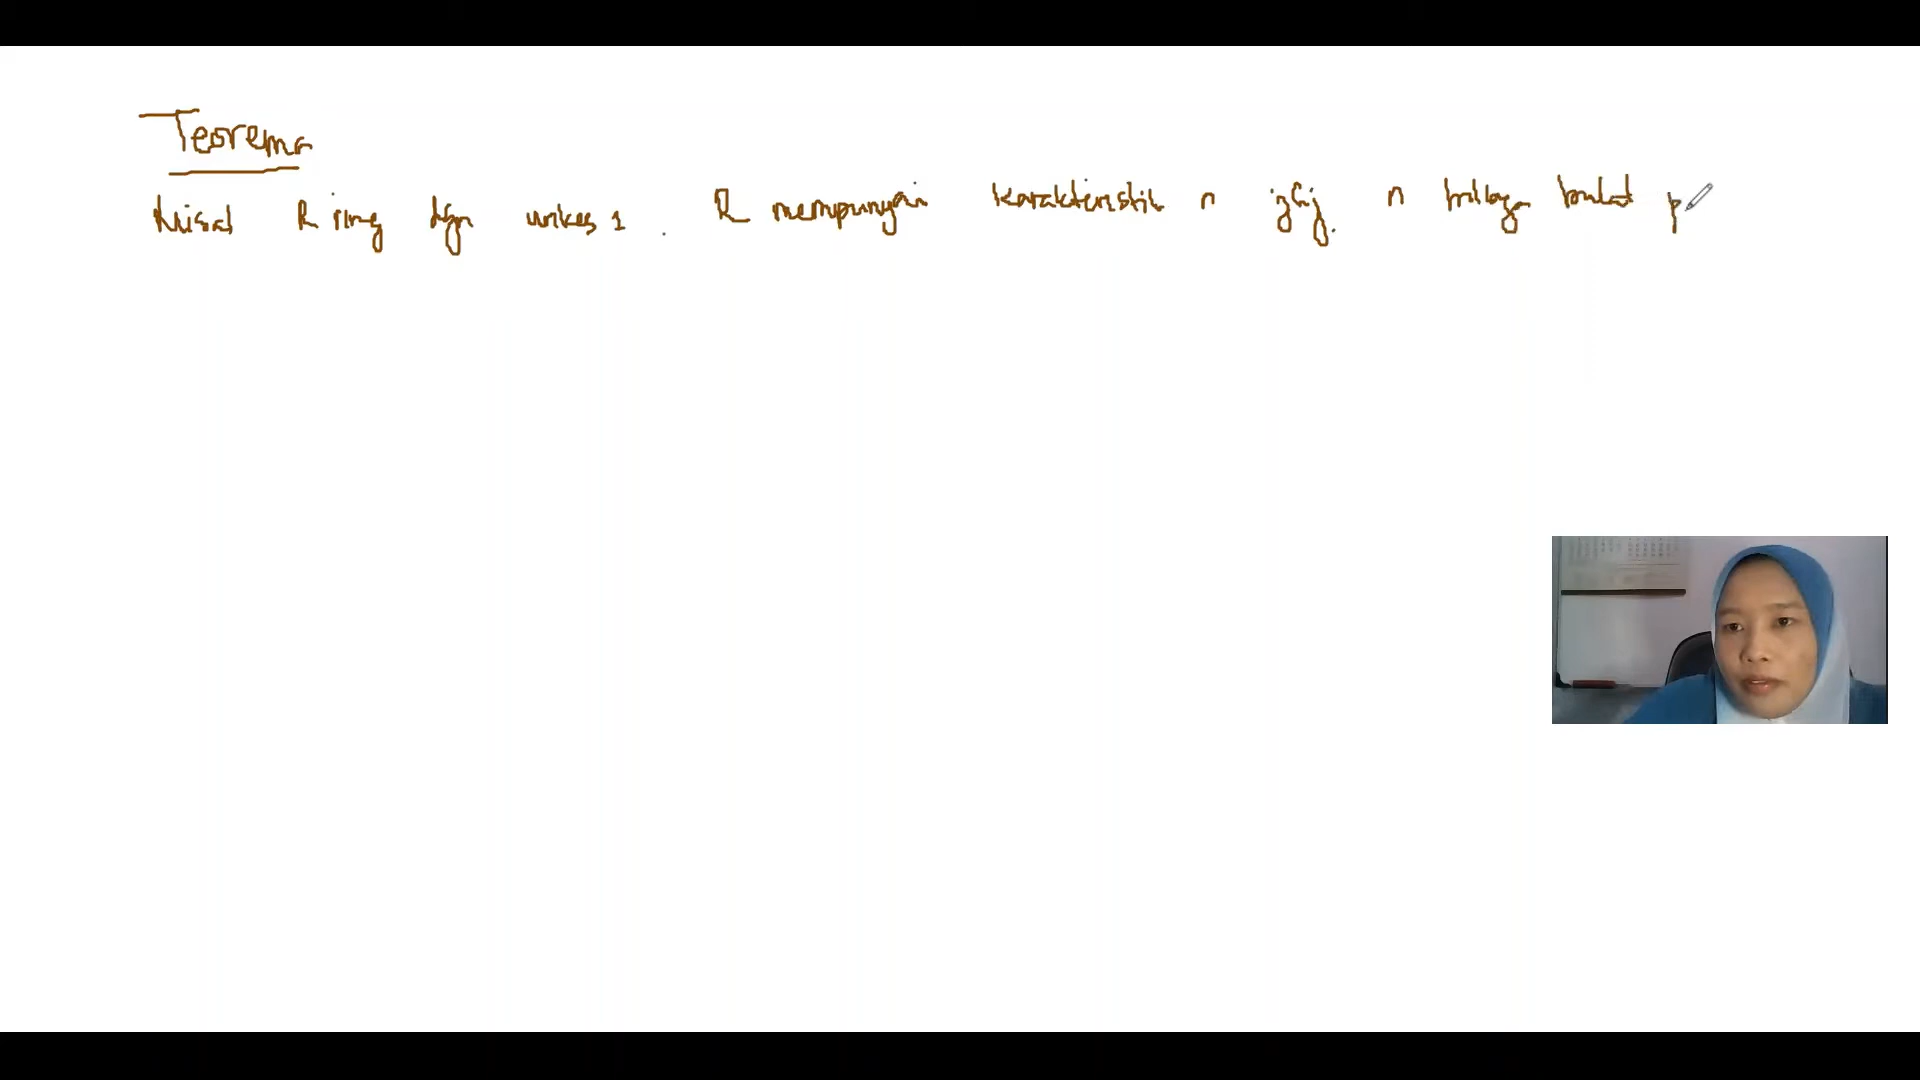 Teorema
Misal R ring dgn unkes 1. R mempunyai karakteristik n jhj n bilangan bulat p